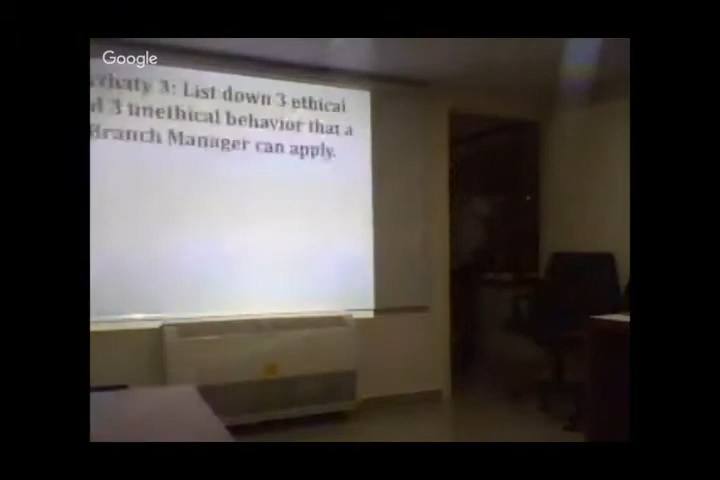 Google
3: List down 3 ethical
3 unethical behavior that a
Branch Manager can apply.